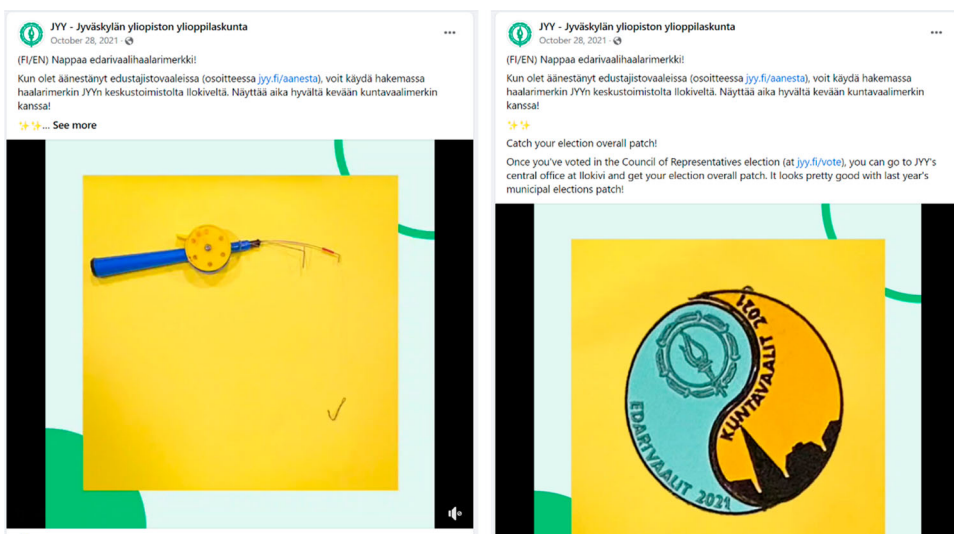 JYY - Jyväskylän yliopiston ylioppilaskunta
October 28, 2021 ·
(FI/EN) Nappaa edarivaalihaalarimerkki!
Kun olet äänestänyt edustajistovaaleissa (osoitteessa jyy.fi/aanesta), voit käydä hakemassa
haalarimerkin JYYn keskustoimistolta Ilokiveltä. Näyttää aika hyvältä kevään kuntavaalimerkin
kanssa!
✨✨... See more
JYY - Jyväskylän yliopiston ylioppilaskunta
October 28, 2021 ·
(FI/EN) Nappaa edarivaalihaalarimerkki!
Kun olet äänestänyt edustajistovaaleissa (osoitteessa jyy.fi/aanesta), voit käydä hakemassa
haalarimerkin JYYn keskustoimistolta Ilokiveltä. Näyttää aika hyvältä kevään kuntavaalimerkin
kanssa!
✨✨
Catch your election overall patch!
Once you've voted in the Council of Representatives election (at jyy.fi/vote), you can go to JYY's
central office at Ilokivi and get your election overall patch. It looks pretty good with last year's
municipal elections patch!
EDARIVAALIT 2021
KUNTAVAALIT 2021